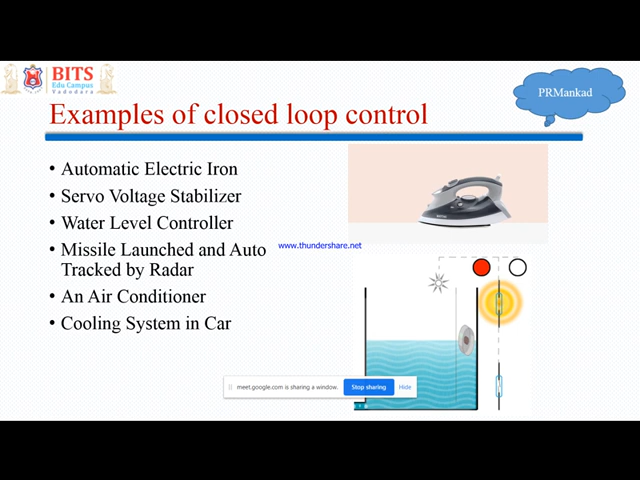 BITS
Edu Campus
Vadodara
PRMankad
Examples of closed loop control
• Automatic Electric Iron
• Servo Voltage Stabilizer
• Water Level Controller
• Missile Launched and Auto
Tracked by Radar
• An Air Conditioner
• Cooling System in Car
www.thundershare.net
meet.google.com is sharing a window.
Stop sharing
Hide